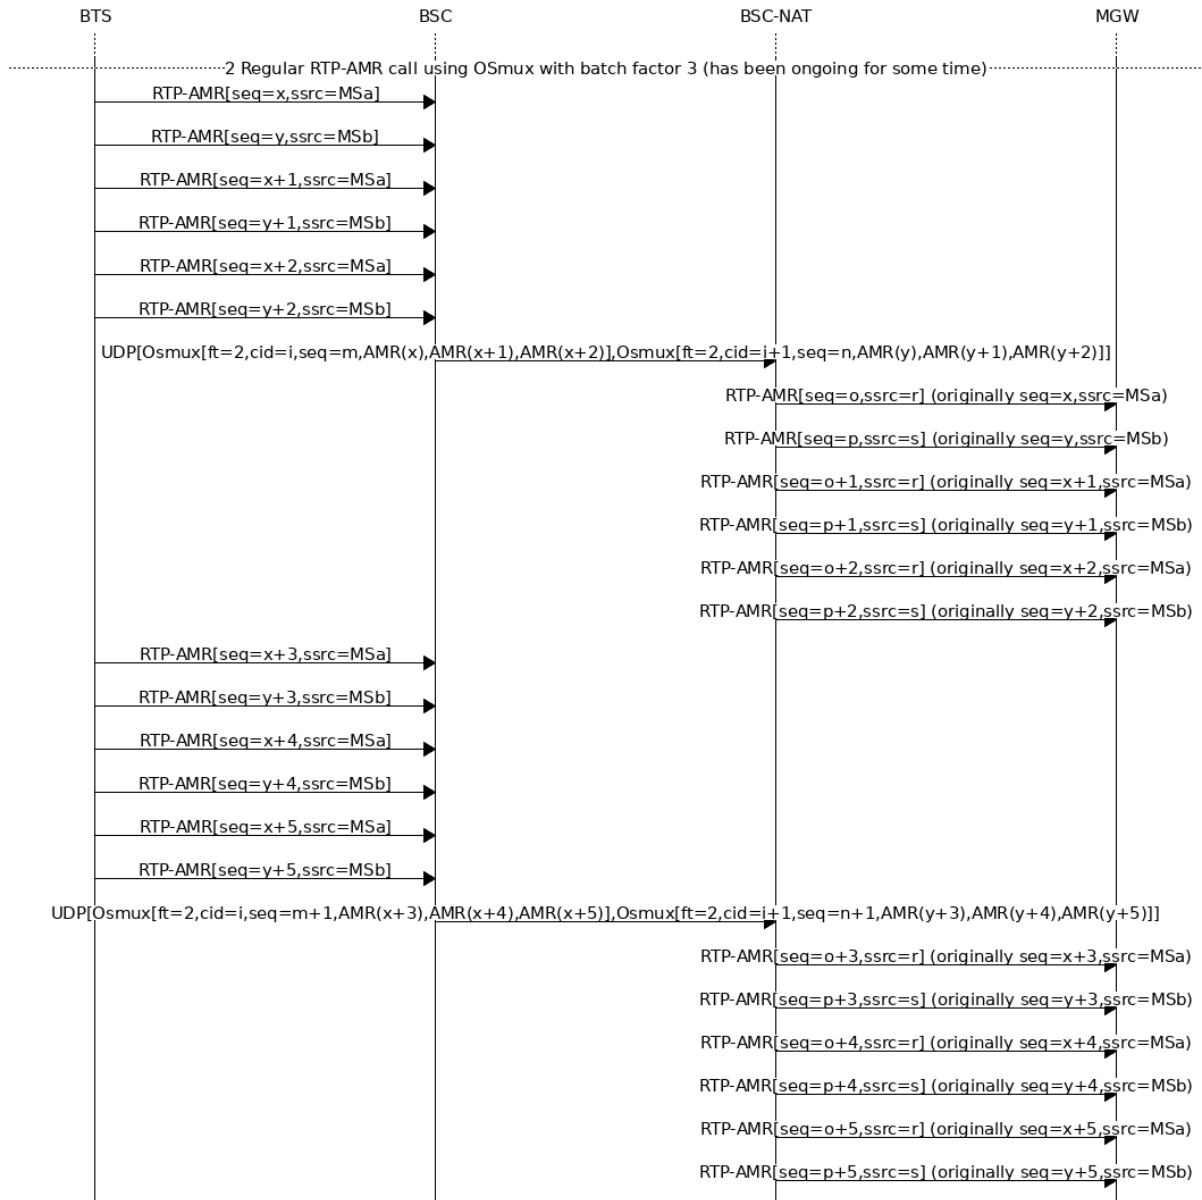 BTS BSC BSC-NAT MGW
2 Regular RTP-AMR call using OSmux with batch factor 3 (has been ongoing for some time)
RTP-AMR[seq=x,ssrc=MSa]
RTP-AMR[seq=y,ssrc=MSb]
RTP-AMR[seq=x+1,ssrc=MSa]
RTP-AMR[seq=y+1,ssrc=MSb]
RTP-AMR[seq=x+2,ssrc=MSa]
RTP-AMR[seq=y+2,ssrc=MSb]
UDP[Osmux[ft=2,cid=i,seq=m,AMR(x),AMR(x+1),AMR(x+2)],Osmux[ft=2,cid=i+1,seq=n,AMR(y),AMR(y+1),AMR(y+2)]]
RTP-AMR[seq=o,ssrc=r] (originally seq=x,ssrc=MSa)
RTP-AMR[seq=p,ssrc=s] (originally seq=y,ssrc=MSb)
RTP-AMR[seq=o+1,ssrc=r] (originally seq=x+1,ssrc=MSa)
RTP-AMR[seq=p+1,ssrc=s] (originally seq=y+1,ssrc=MSb)
RTP-AMR[seq=o+2,ssrc=r] (originally seq=x+2,ssrc=MSa)
RTP-AMR[seq=p+2,ssrc=s] (originally seq=y+2,ssrc=MSb)
RTP-AMR[seq=x+3,ssrc=MSa]
RTP-AMR[seq=y+3,ssrc=MSb]
RTP-AMR[seq=x+4,ssrc=MSa]
RTP-AMR[seq=y+4,ssrc=MSb]
RTP-AMR[seq=x+5,ssrc=MSa]
RTP-AMR[seq=y+5,ssrc=MSb]
UDP[Osmux[ft=2,cid=i,seq=m+1,AMR(x+3),AMR(x+4),AMR(x+5)],Osmux[ft=2,cid=i+1,seq=n+1,AMR(y+3),AMR(y+4),AMR(y+5)]]
RTP-AMR[seq=o+3,ssrc=r] (originally seq=x+3,ssrc=MSa)
RTP-AMR[seq=p+3,ssrc=s] (originally seq=y+3,ssrc=MSb)
RTP-AMR[seq=o+4,ssrc=r] (originally seq=x+4,ssrc=MSa)
RTP-AMR[seq=p+4,ssrc=s] (originally seq=y+4,ssrc=MSb)
RTP-AMR[seq=o+5,ssrc=r] (originally seq=x+5,ssrc=MSa)
RTP-AMR[seq=p+5,ssrc=s] (originally seq=y+5,ssrc=MSb)